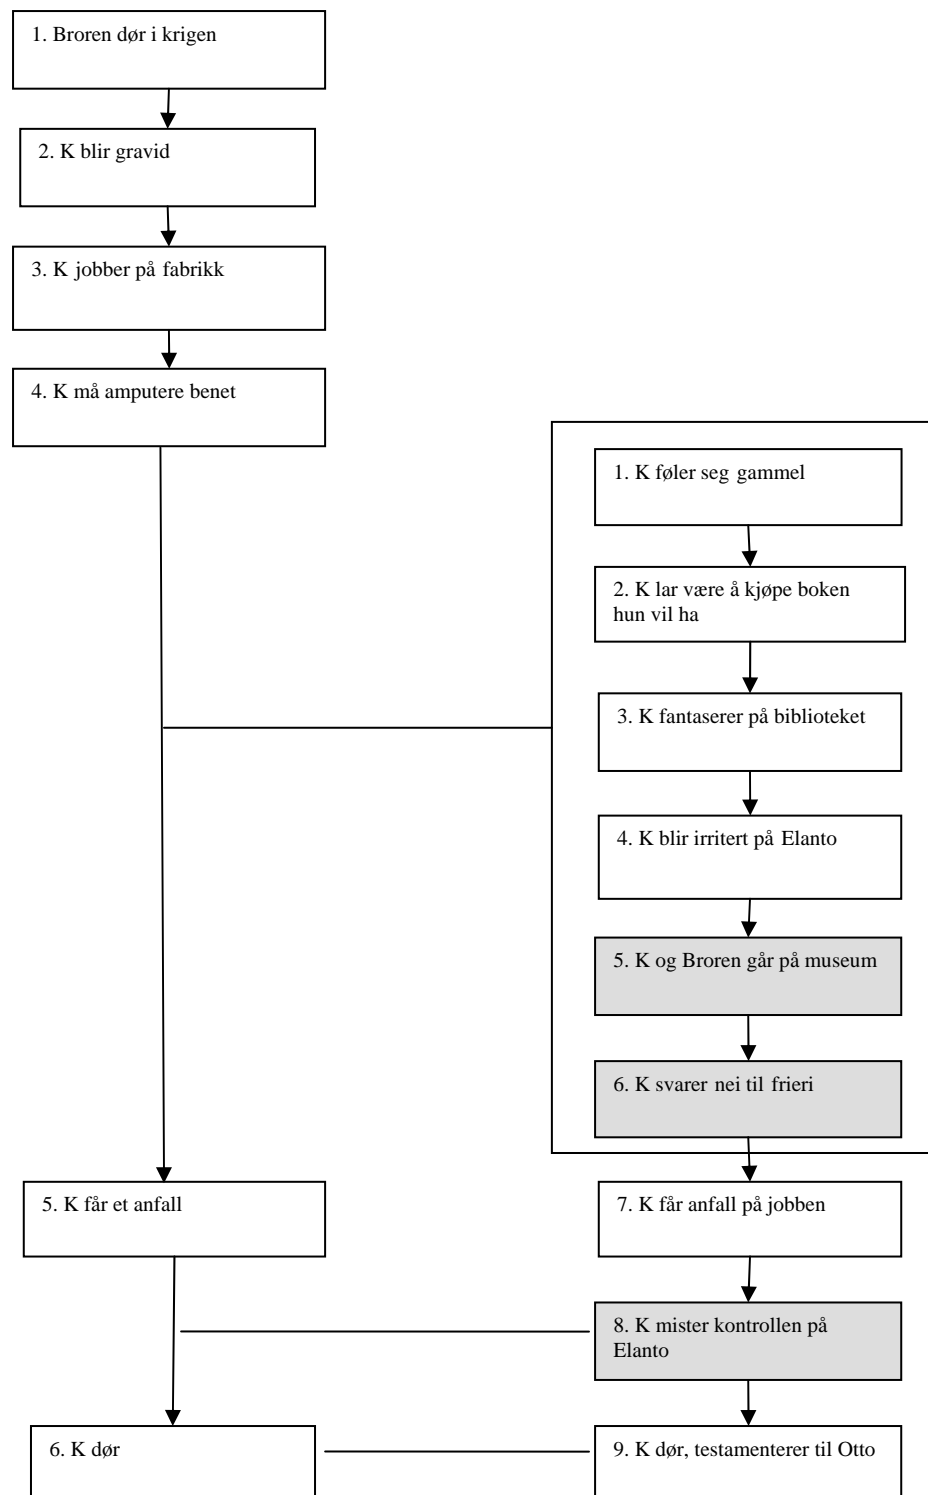 1. Broren dør i krigen
2. K blir gravid
3. K jobber på fabrikk
4. K må amputere benet
1. K føler seg gammel
2. K lar være å kjøpe boken
hun vil ha
3. K fantaserer på biblioteket
4. K blir irritert på Elanto
5. K og Broren går på museum
6. K svarer nei til frieri
5. K får et anfall
7. K får anfall på jobben
8. K mister kontrollen på
Elanto
6. K dør
9. K dør, testamenterer til Otto